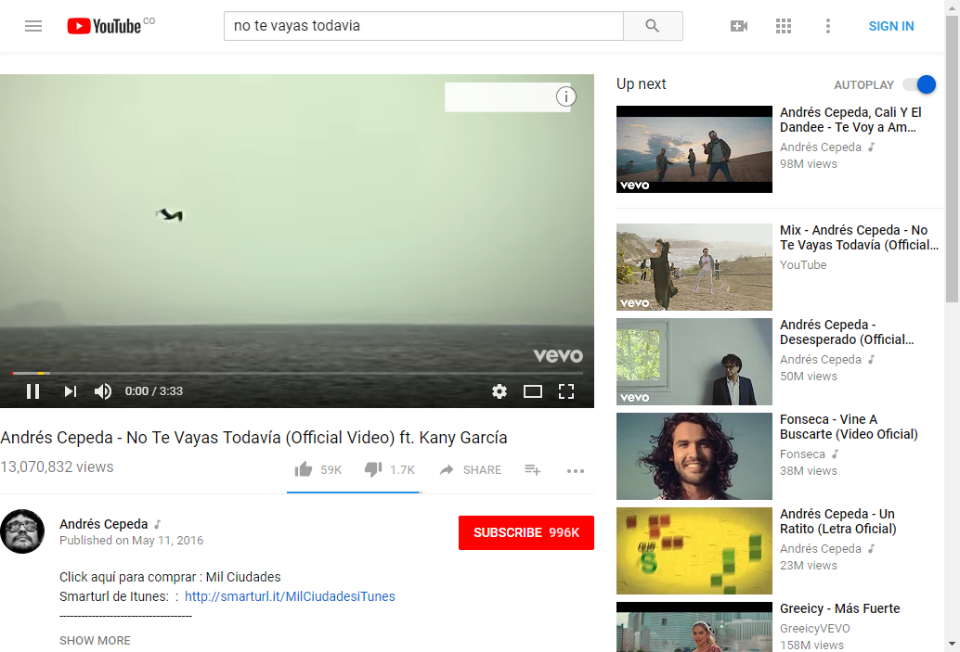 YouTube CO
no te vayas todavia
SIGN IN
Up next
AUTOPLAY
i
vevo
0:00 / 3:33
Andrés Cepeda - No Te Vayas Todavía (Official Video) ft. Kany García
13,070,832 views
59K
1.7K
SHARE
Andrés Cepeda
Published on May 11, 2016
SUBSCRIBE 996K
Click aquí para comprar : Mil Ciudades
Smarturl de Itunes: : http://smarturl.it/MilCiudadesiTunes
------------------------------------
SHOW MORE
vevo
Andrés Cepeda, Cali Y El
Dandee - Te Voy a Am…
Andrés Cepeda
98M views
vevo
Mix - Andrés Cepeda - No
Te Vayas Todavía (Official…
YouTube
vevo
Andrés Cepeda -
Desesperado (Official…
Andrés Cepeda
50M views
Fonseca - Vine A
Buscarte (Video Oficial)
Fonseca
38M views
Andrés Cepeda - Un
Ratito (Letra Oficial)
Andrés Cepeda
23M views
Greeicy - Más Fuerte
GreeicyVEVO
158M views